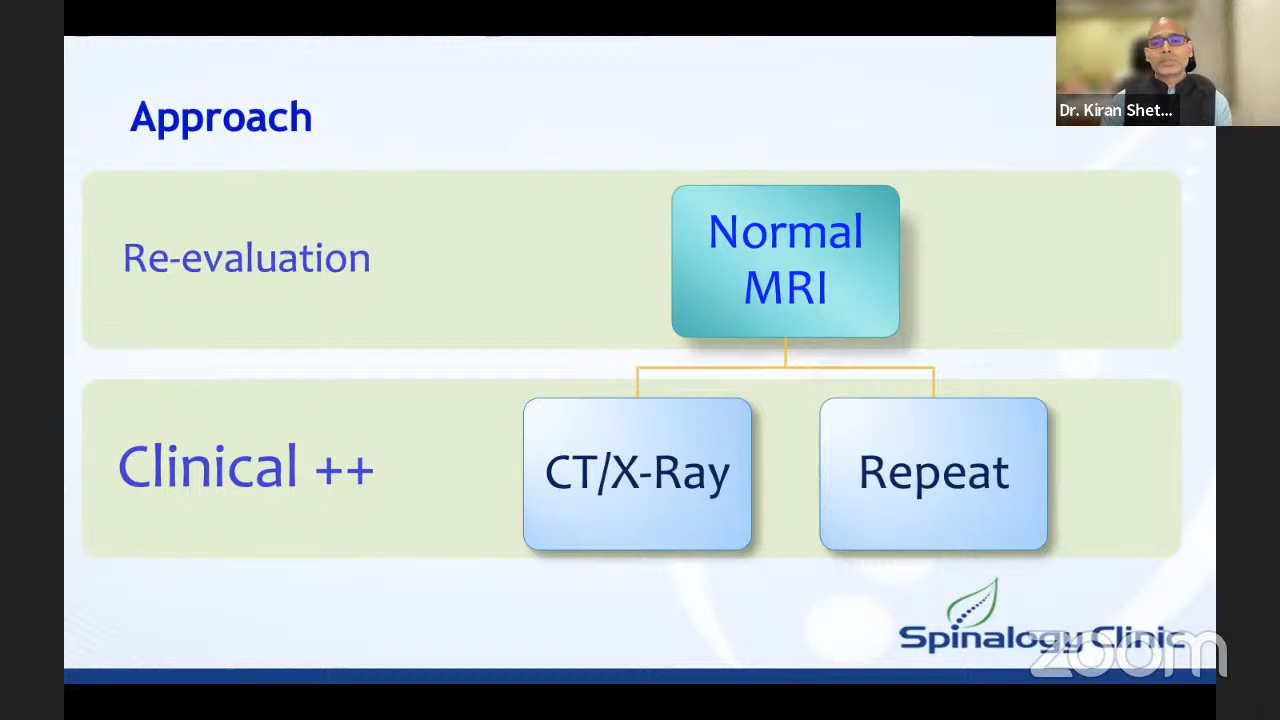 Approach
Dr. Kiran Shet...
Re-evaluation
Normal
MRI
Clinical ++
CT/X-Ray
Repeat
Spinalogy Clinic
zoom